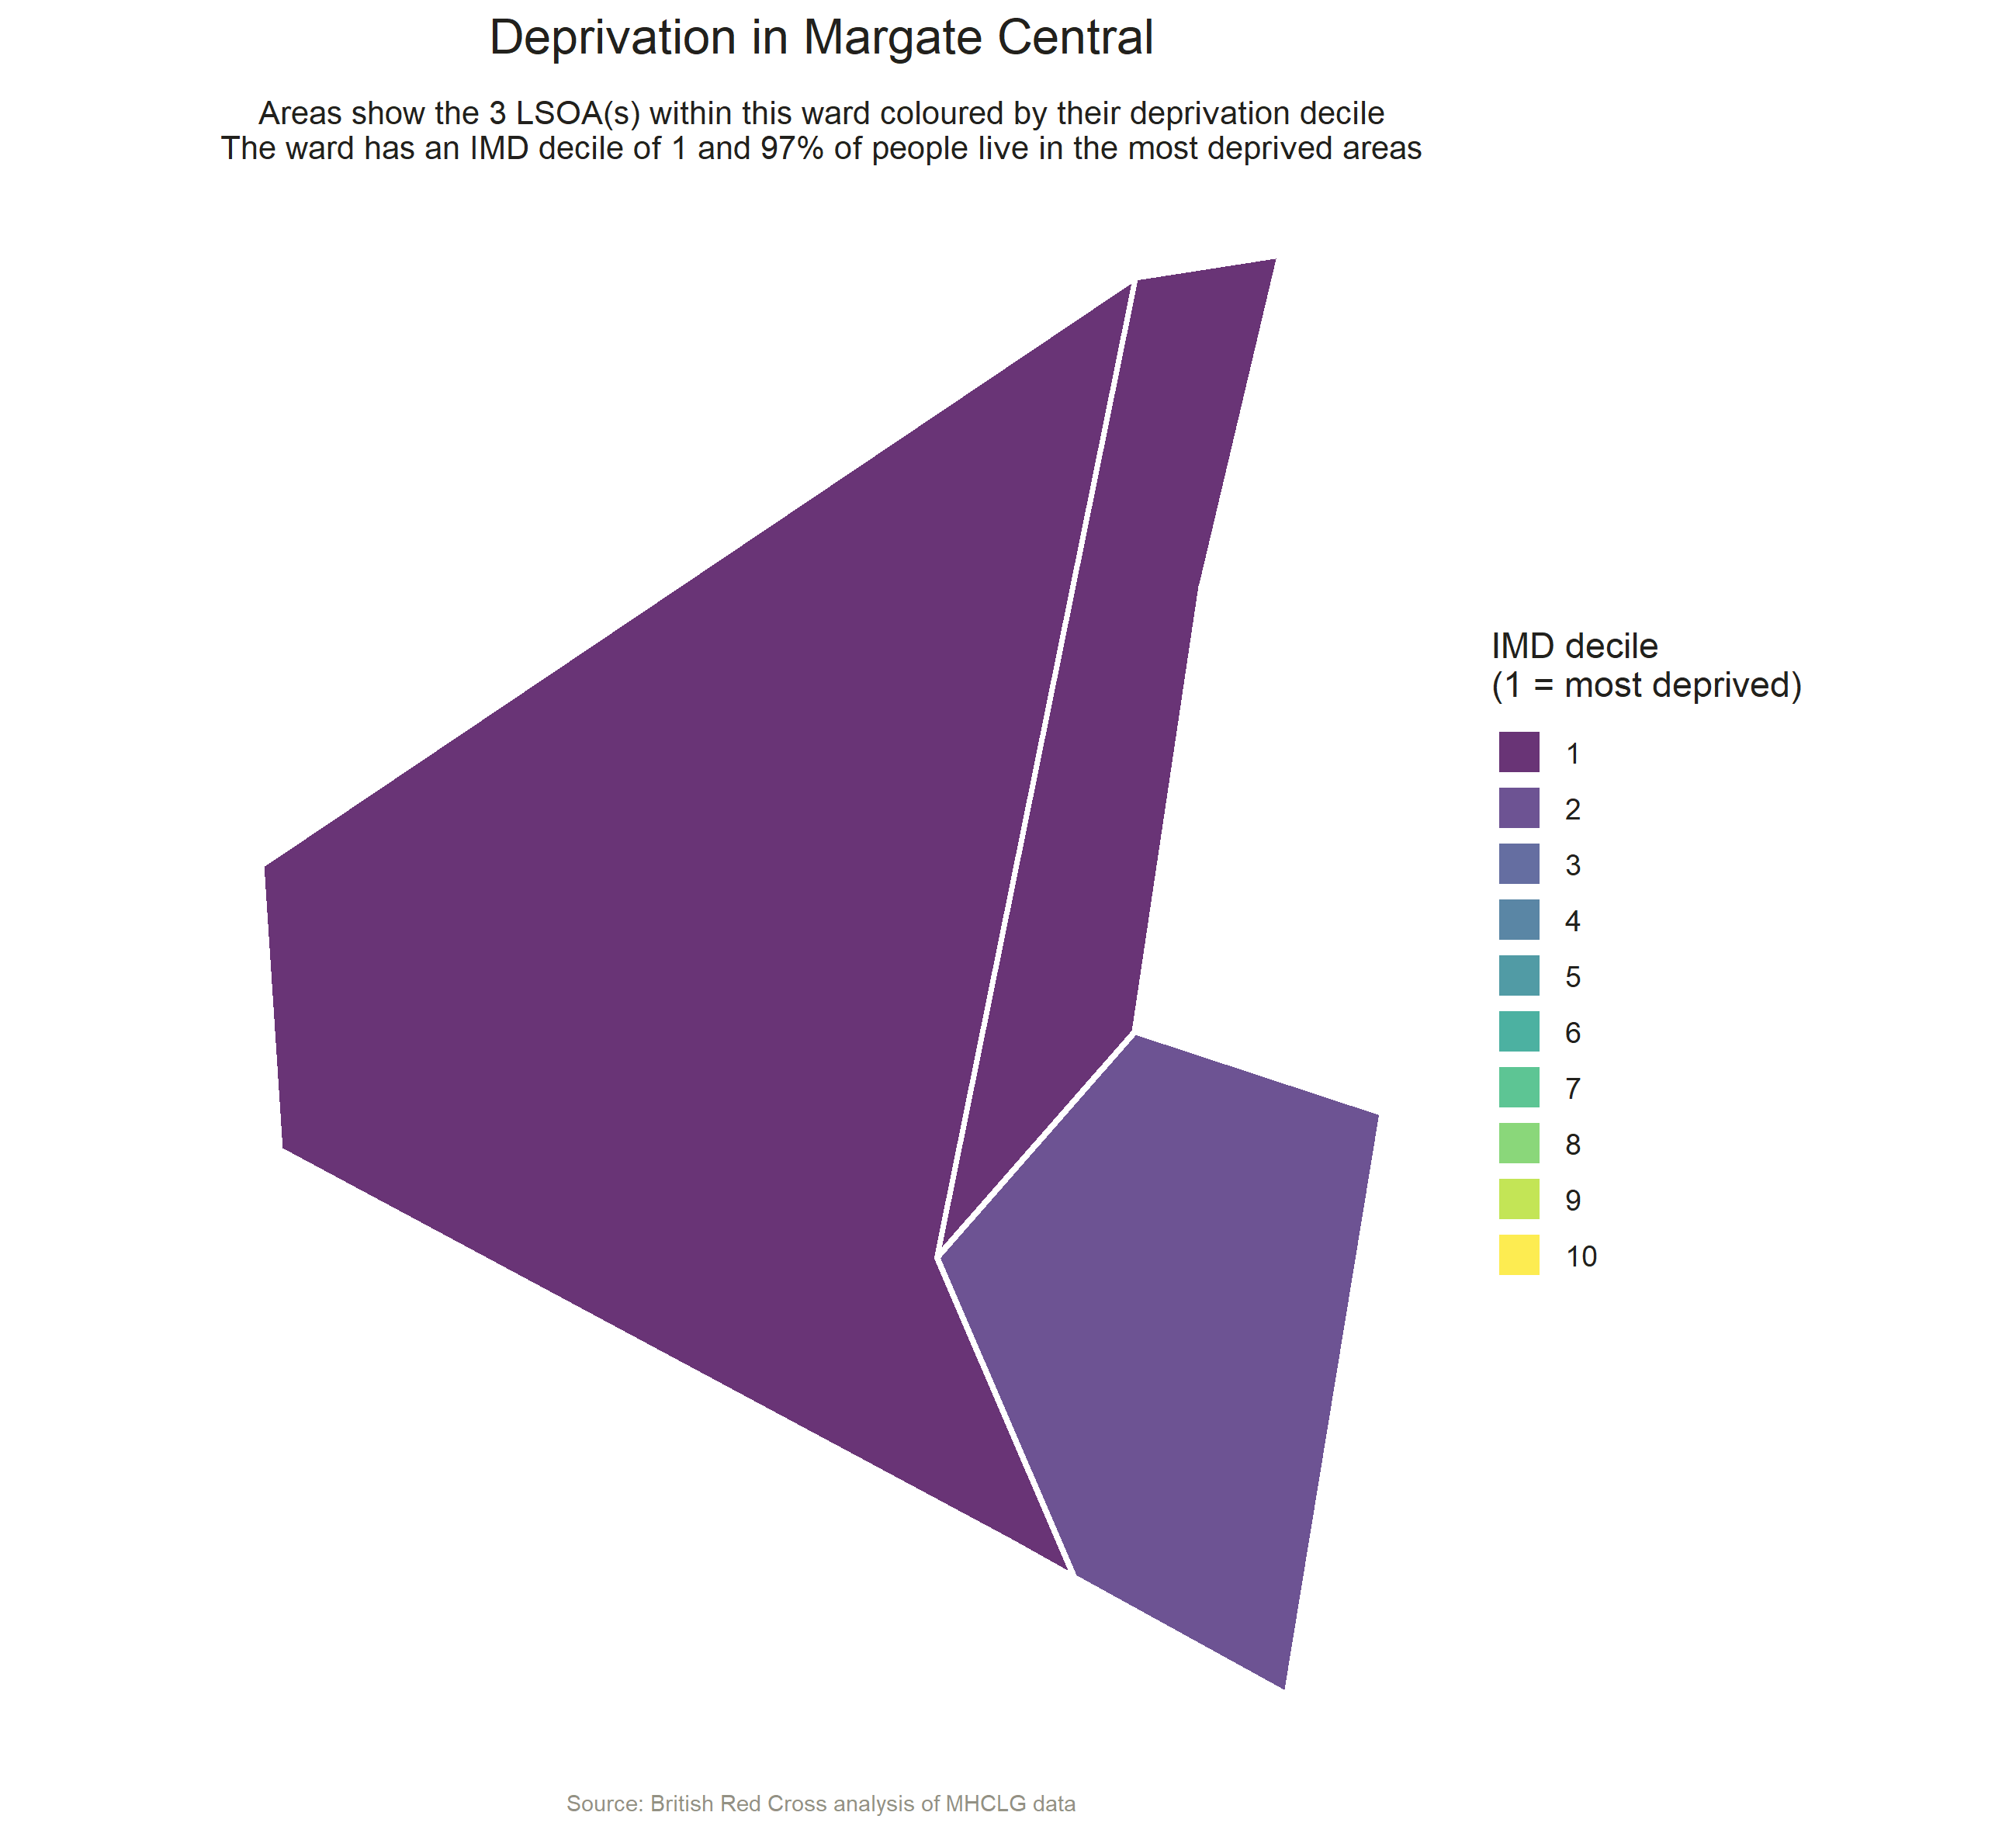 Deprivation in Margate Central
Areas show the 3 LSOA(s) within this ward coloured by their deprivation decile
The ward has an IMD decile of 1 and 97% of people live in the most deprived areas
IMD decile
(1 = most deprived)
1
2
3
4
5
6
7
8
9
10
Source: British Red Cross analysis of MHCLG data